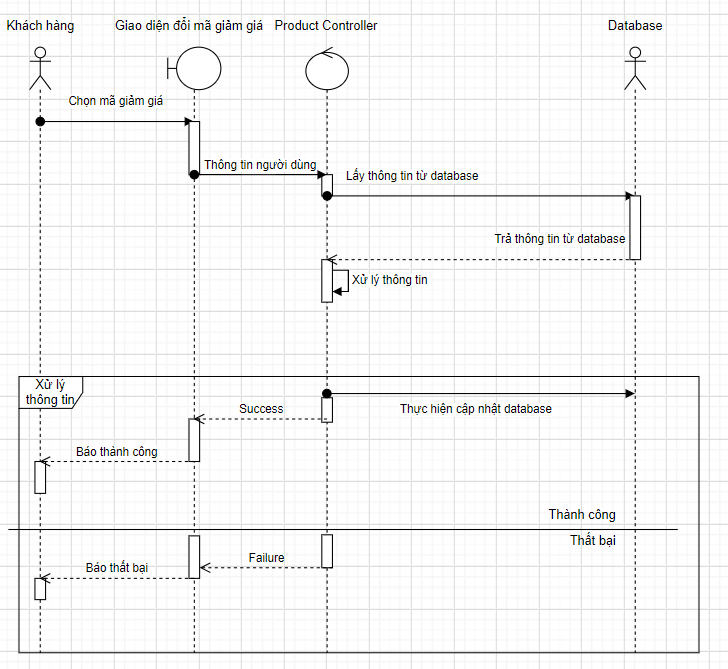 Khách hàng
Giao diện đổi mã giảm giá
Product Controller
Database
Chọn mã giảm giá
Thông tin người dùng
Lấy thông tin từ database
Trả thông tin từ database
Xử lý thông tin
Xử lý
thông tin
Success
Thực hiện cập nhật database
Báo thành công
Thành công
Thất bại
Failure
Báo thất bại